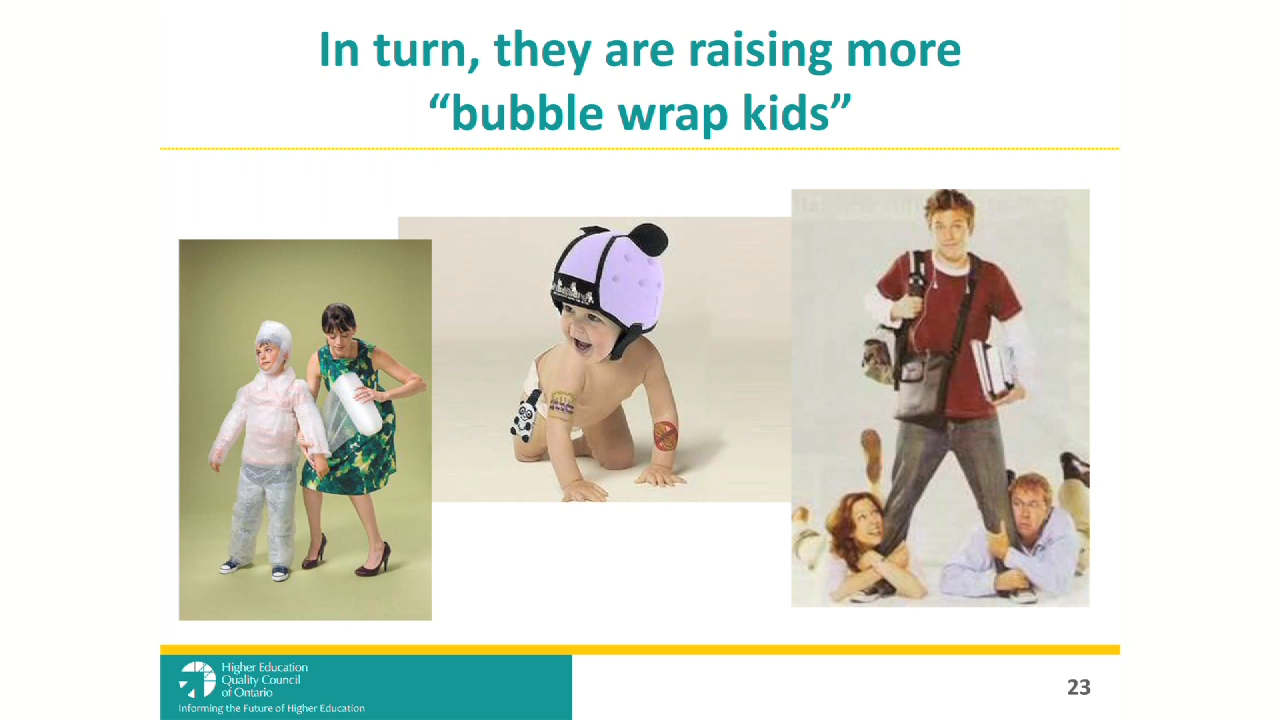 In turn, they are raising more
“bubble wrap kids”
Higher Education
Quality Council
of Ontario
Informing the Future of Higher Education
23